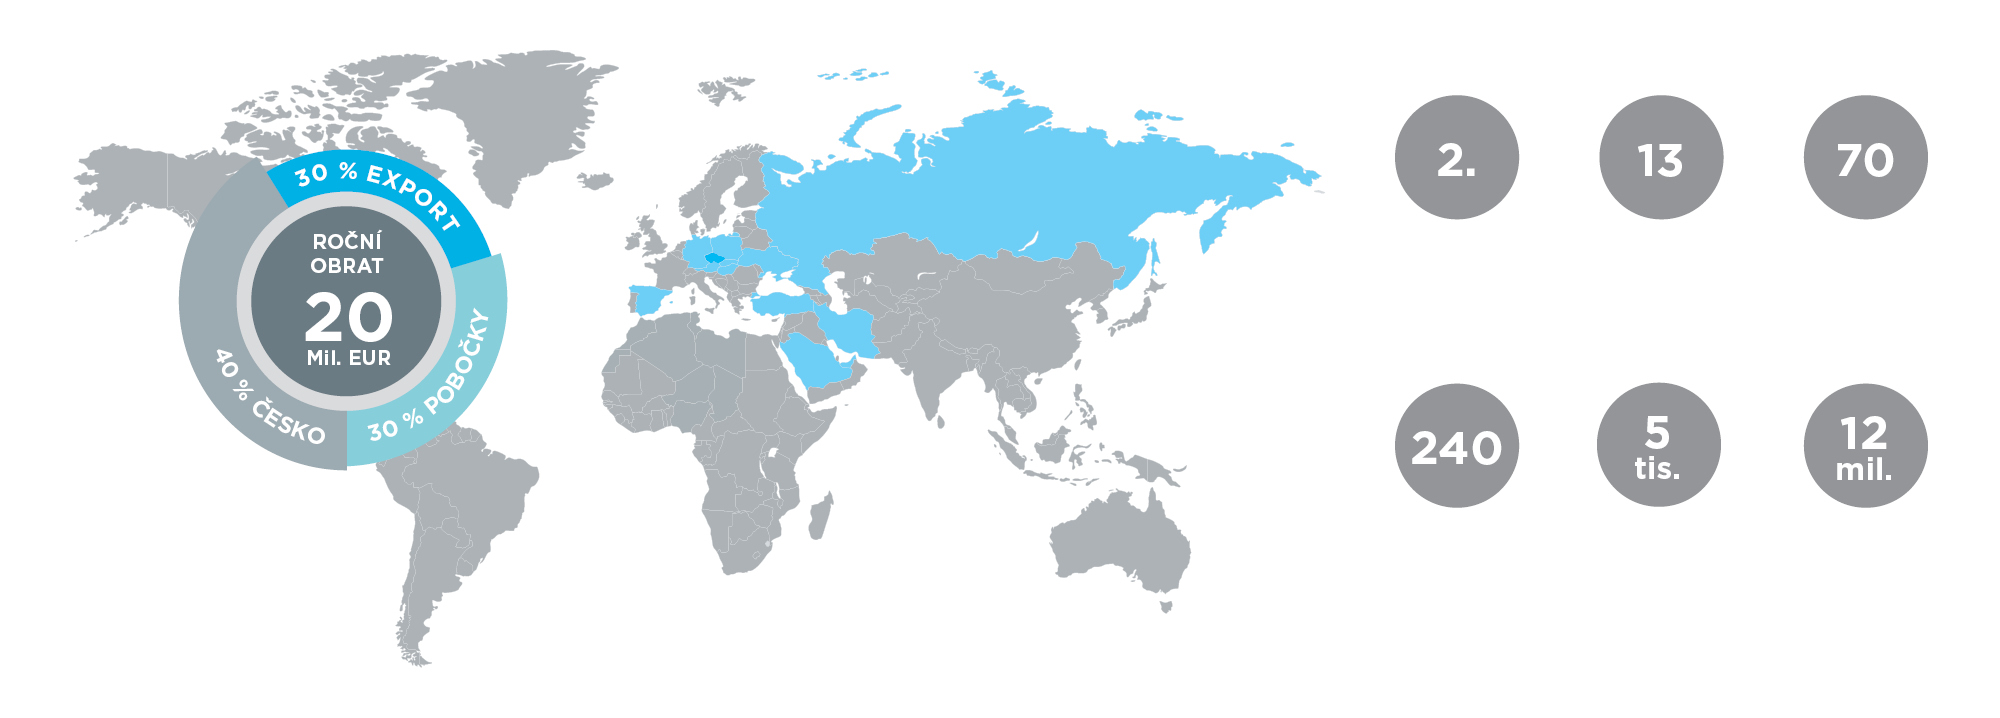 30 % EXPORT
ROČNÍ
OBRAT
20
Mil. EUR
40 % ČESKO
30 % POBOČKY
2.
13
70
240
5
tis.
12
mil.